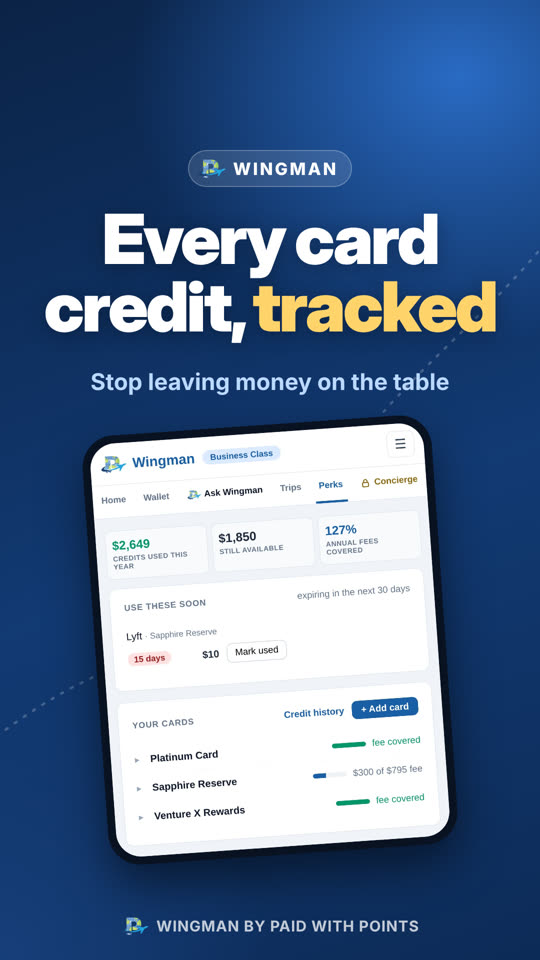 WINGMAN
Every card
credit, tracked
Stop leaving money on the table
Wingman Business Class ☰
Home Wallet Ask Wingman Trips Perks Concierge
$2,649 $1,850 127%
CREDITS USED THIS YEAR STILL AVAILABLE ANNUAL FEES COVERED
USE THESE SOON expiring in the next 30 days
Lyft · Sapphire Reserve
15 days $10 Mark used
YOUR CARDS Credit history + Add card
▸ Platinum Card fee covered
▸ Sapphire Reserve $300 of $795 fee
▸ Venture X Rewards fee covered
WINGMAN BY PAID WITH POINTS